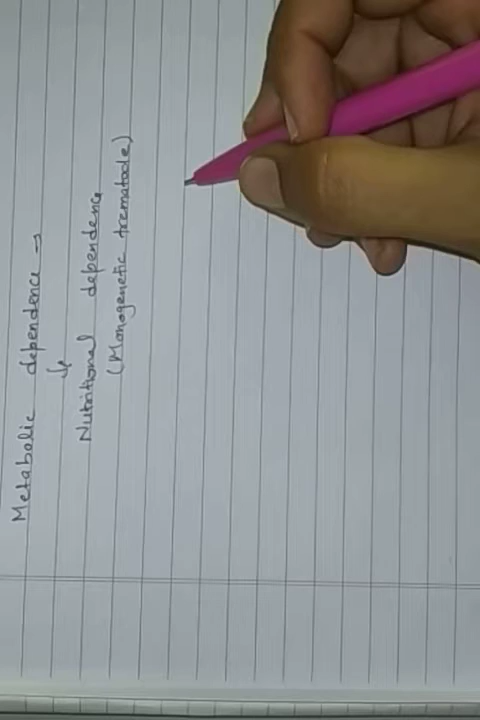 Metabolic dependence →
↓
Nutritional dependence
(Monogenetic trematode)